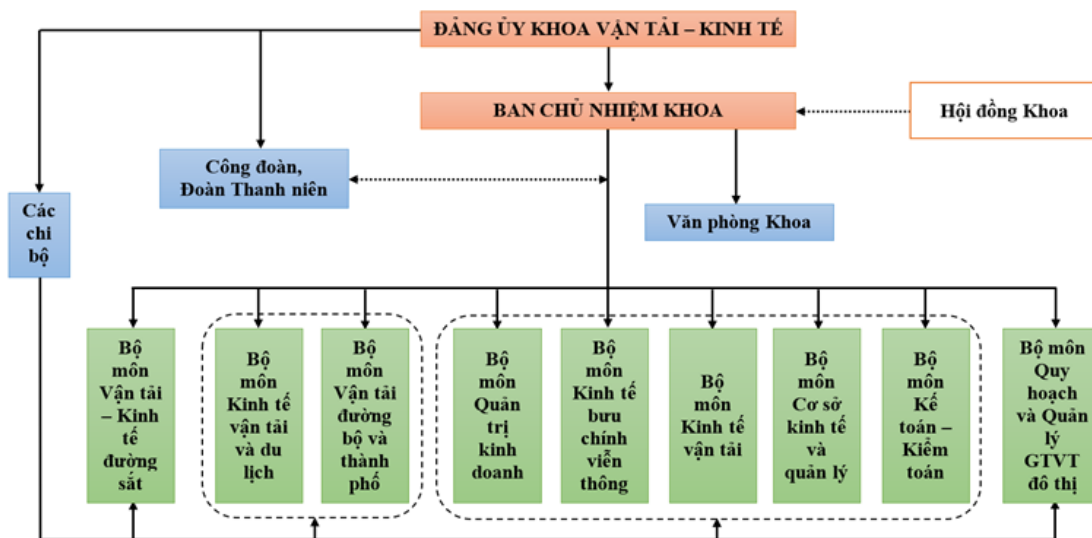 ĐẢNG ỦY KHOA VẬN TẢI – KINH TẾ
BAN CHỦ NHIỆM KHOA
Hội đồng Khoa
Công đoàn,
Đoàn Thanh niên
Các
chi
bộ
Văn phòng Khoa
Bộ
môn
Vận tải
– Kinh
tế
đường
sắt
Bộ
môn
Kinh tế
vận tải
và du
lịch
Bộ
môn
Vận tải
đường
bộ và
thành
phố
Bộ
môn
Quản
trị
kinh
doanh
Bộ
môn
Kinh tế
bưu
chính
viễn
thông
Bộ
môn
Kinh tế
vận tải
Bộ
môn
Cơ sở
kinh tế
và
quản lý
Bộ
môn
Kế
toán –
Kiểm
toán
Bộ môn
Quy
hoạch
và Quản
lý
GTVT
đô thị